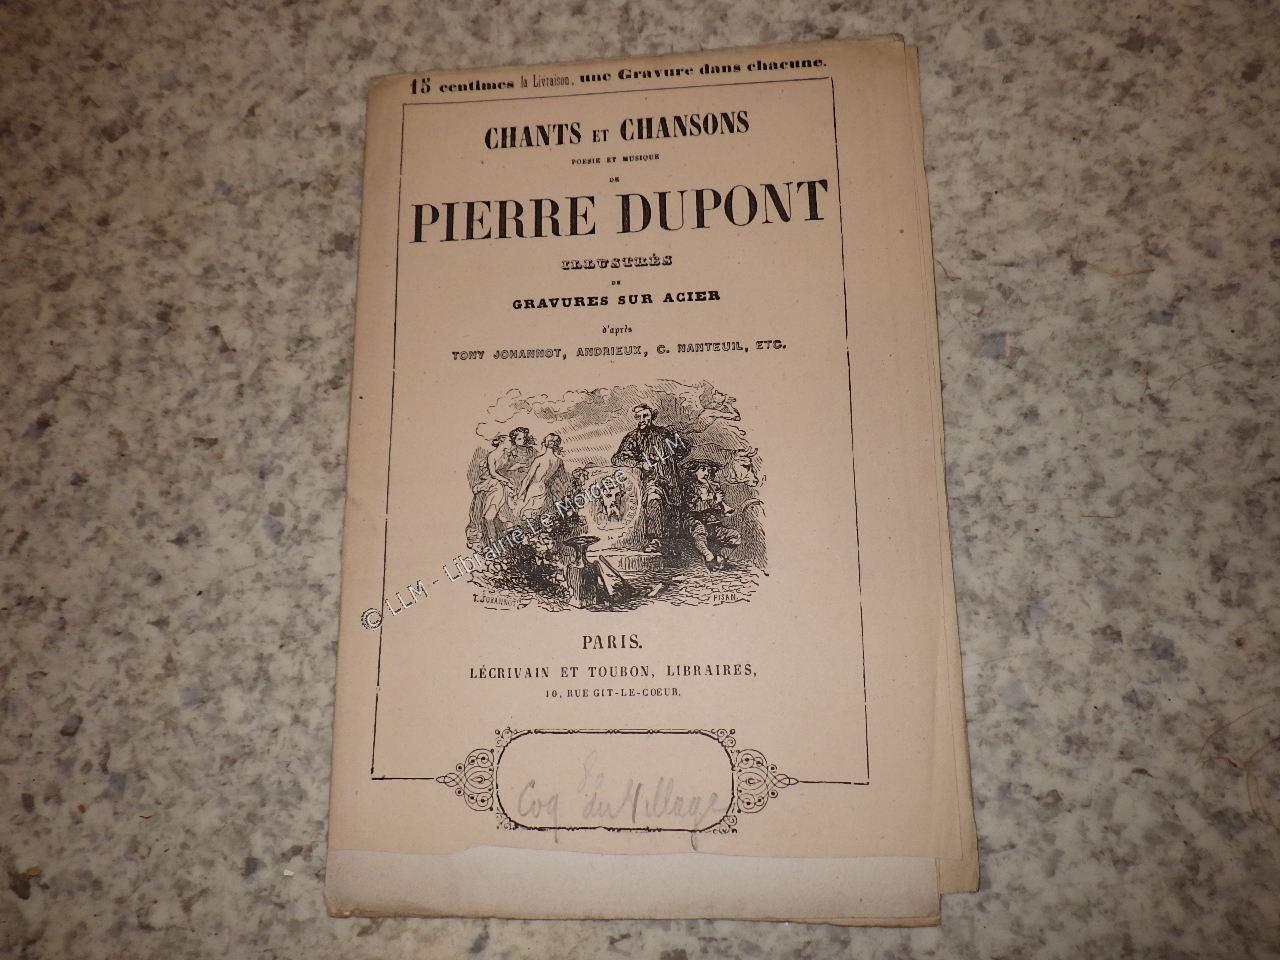 15 centimes la Livraison, une Gravure dans chacune.
CHANTS ET CHANSONS
POESIE ET MUSIQUE
DE
PIERRE DUPONT
ILLUSTRÉS
DE
GRAVURES SUR ACIER
d'après
TONY JOHANNOT, ANDRIEUX, C. NANTEUIL, ETC.
T. JOHANNOT
PISAN.
© LLM - Librairie Le Moigne - LLM
PARIS.
LÉCRIVAIN ET TOUBON, LIBRAIRES,
10, RUE GIT-LE-COEUR.
Le
Coq du Village